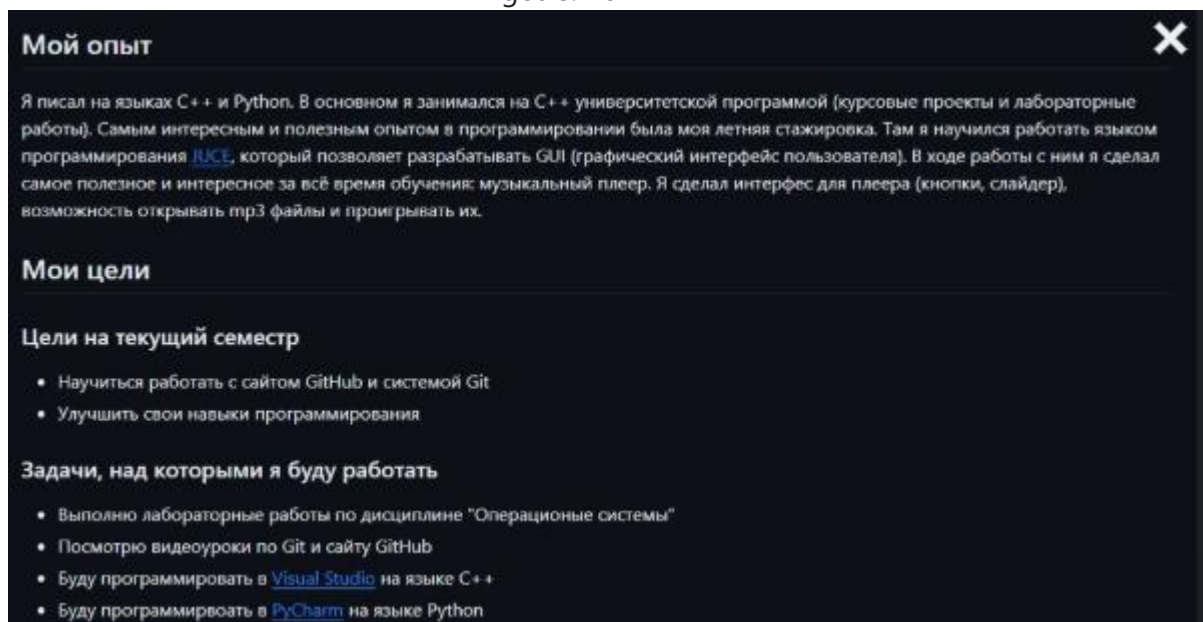 Мой опыт
Я писал на языках C++ и Python. В основном я занимался на C++ университетской программой (курсовые проекты и лабораторные
работы). Самым интересным и полезным опытом в программировании была моя летняя стажировка. Там я научился работать языком
программирования JUCE, который позволяет разрабатывать GUI (графический интерфейс пользователя). В ходе работы с ним я сделал
самое полезное и интересное за всё время обучения: музыкальный плеер. Я сделал интерфес для плеера (кнопки, слайдер),
возможность открывать mp3 файлы и проигрывать их.
Мои цели
Цели на текущий семестр
• Научиться работать с сайтом GitHub и системой Git
• Улучшить свои навыки программирования
Задачи, над которыми я буду работать
• Выполню лабораторные работы по дисциплине "Операционые системы"
• Посмотрю видеоуроки по Git и сайту GitHub
• Буду программировать в Visual Studio на языке C++
• Буду программирвоать в PyCharm на языке Python